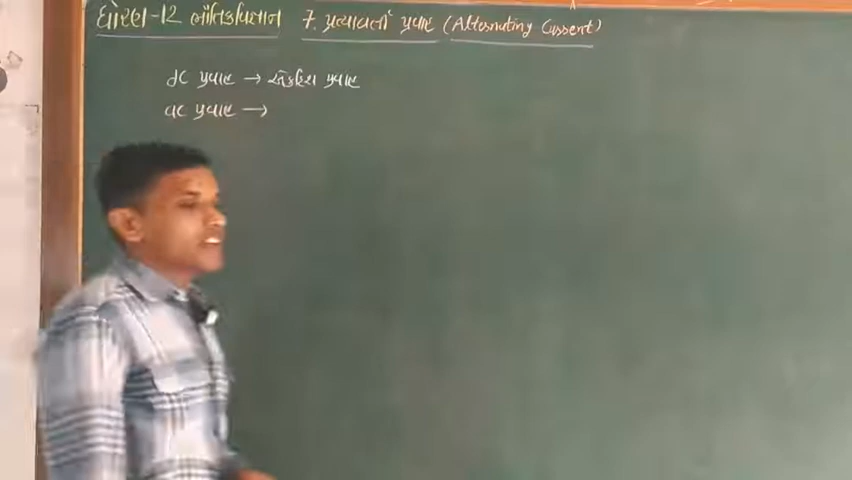 ધોરણ-12 ભૌતિકવિજ્ઞાન 7. પ્રત્યાવર્તી પ્રવાહ (Alternating Current)
DC પ્રવાહ → એકદિશ પ્રવાહ
AC પ્રવાહ →